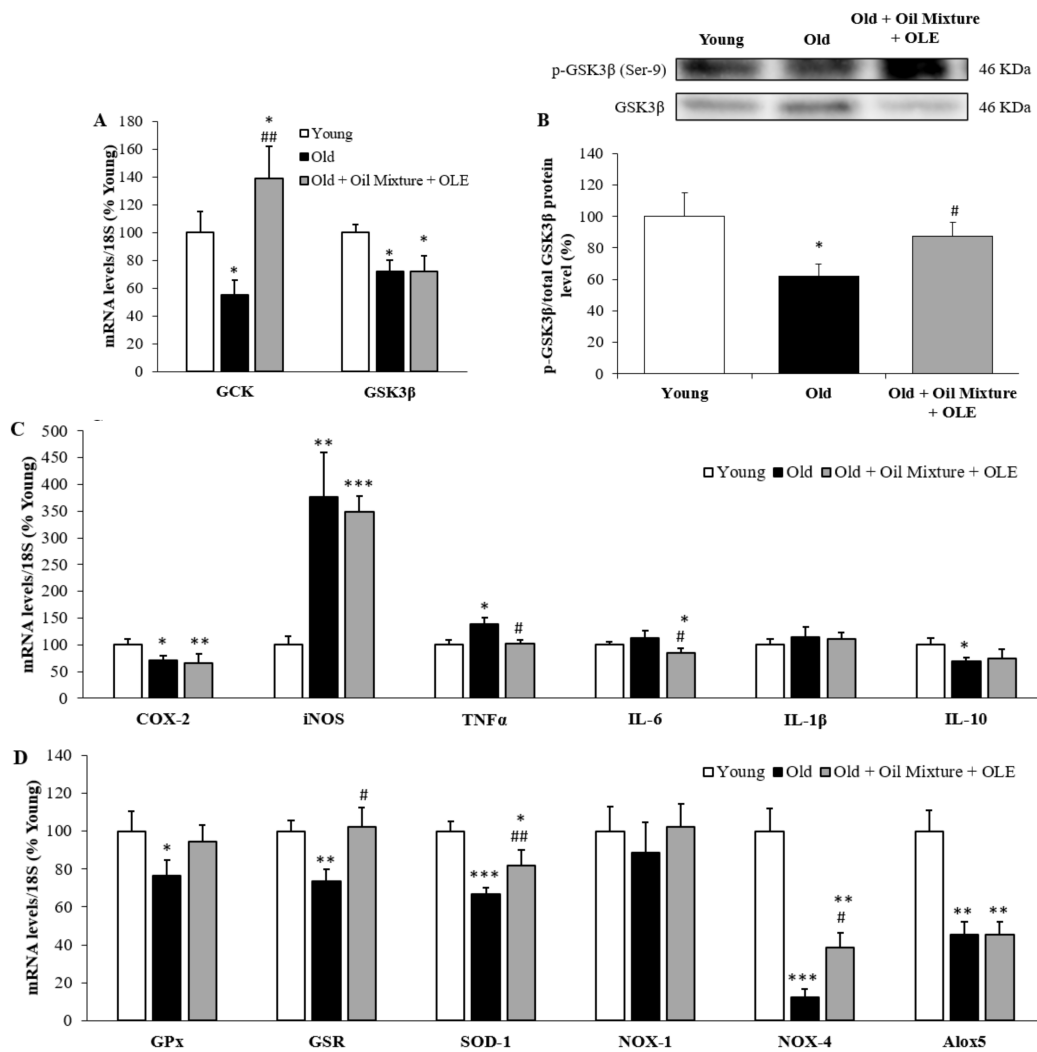 Old + Oil Mixture
+ OLE
Young
Old
p-GSK3β (Ser-9)
46 KDa
GSK3β
46 KDa
A
mRNA levels/18S (% Young)
180
160
140
120
100
80
60
40
20
0
Young
Old
Old + Oil Mixture + OLE
*
*
##
*
*
GCK
GSK3β
B
p-GSK3β/total GSK3β protein
level (%)
140
120
100
80
60
40
20
0
*
#
Young
Old
Old + Oil Mixture
+ OLE
C
mRNA levels/18S (% Young)
500
450
400
350
300
250
200
150
100
50
0
Young
Old
Old + Oil Mixture + OLE
*
**
**
***
*
#
*
#
*
COX-2
iNOS
TNFα
IL-6
IL-1β
IL-10
D
mRNA levels/18S (% Young)
140
120
100
80
60
40
20
0
Young
Old
Old + Oil Mixture + OLE
*
**
#
***
*
##
***
**
#
**
**
GPx
GSR
SOD-1
NOX-1
NOX-4
Alox5